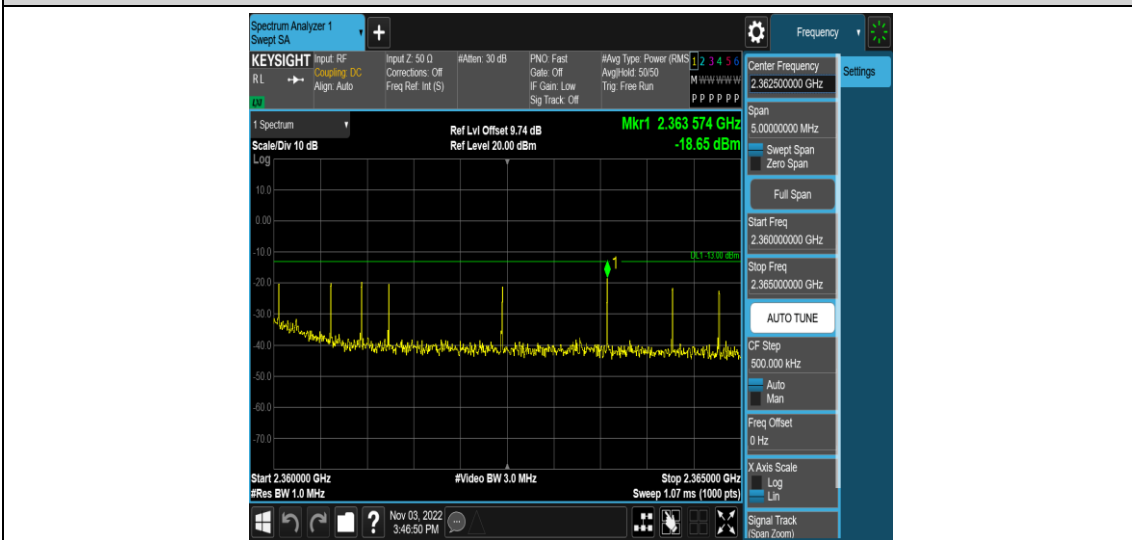 Spectrum Analyzer 1
Swept SA
+
Frequency
KEYSIGHT
RL
LM
Input: RF
Coupling: DC
Align: Auto
Input Z: 50 Ω
Corrections: Off
Freq Ref: Int (S)
#Atten: 30 dB
PNO: Fast
Gate: Off
IF Gain: Low
Sig Track: Off
#Avg Type: Power (RMS
Avg|Hold: 50/50
Trig: Free Run
1 2 3 4 5 6
M W W W W W
P P P P P P
1 Spectrum
Scale/Div 10 dB
Log
Ref Lvl Offset 9.74 dB
Ref Level 20.00 dBm
Mkr1 2.363 574 GHz
-18.65 dBm
10.0
0.00
-10.0
-20.0
-30.0
-40.0
-50.0
-60.0
-70.0
DL1 -13.00 dBm
1
Start 2.360000 GHz
#Res BW 1.0 MHz
#Video BW 3.0 MHz
Stop 2.365000 GHz
Sweep 1.07 ms (1000 pts)
?
Nov 03, 2022
3:46:50 PM
Center Frequency
2.362500000 GHz
Settings
Span
5.00000000 MHz
Swept Span
Zero Span
Full Span
Start Freq
2.360000000 GHz
Stop Freq
2.365000000 GHz
AUTO TUNE
CF Step
500.000 kHz
Auto
Man
Freq Offset
0 Hz
X Axis Scale
Log
Lin
Signal Track
(Span Zoom)